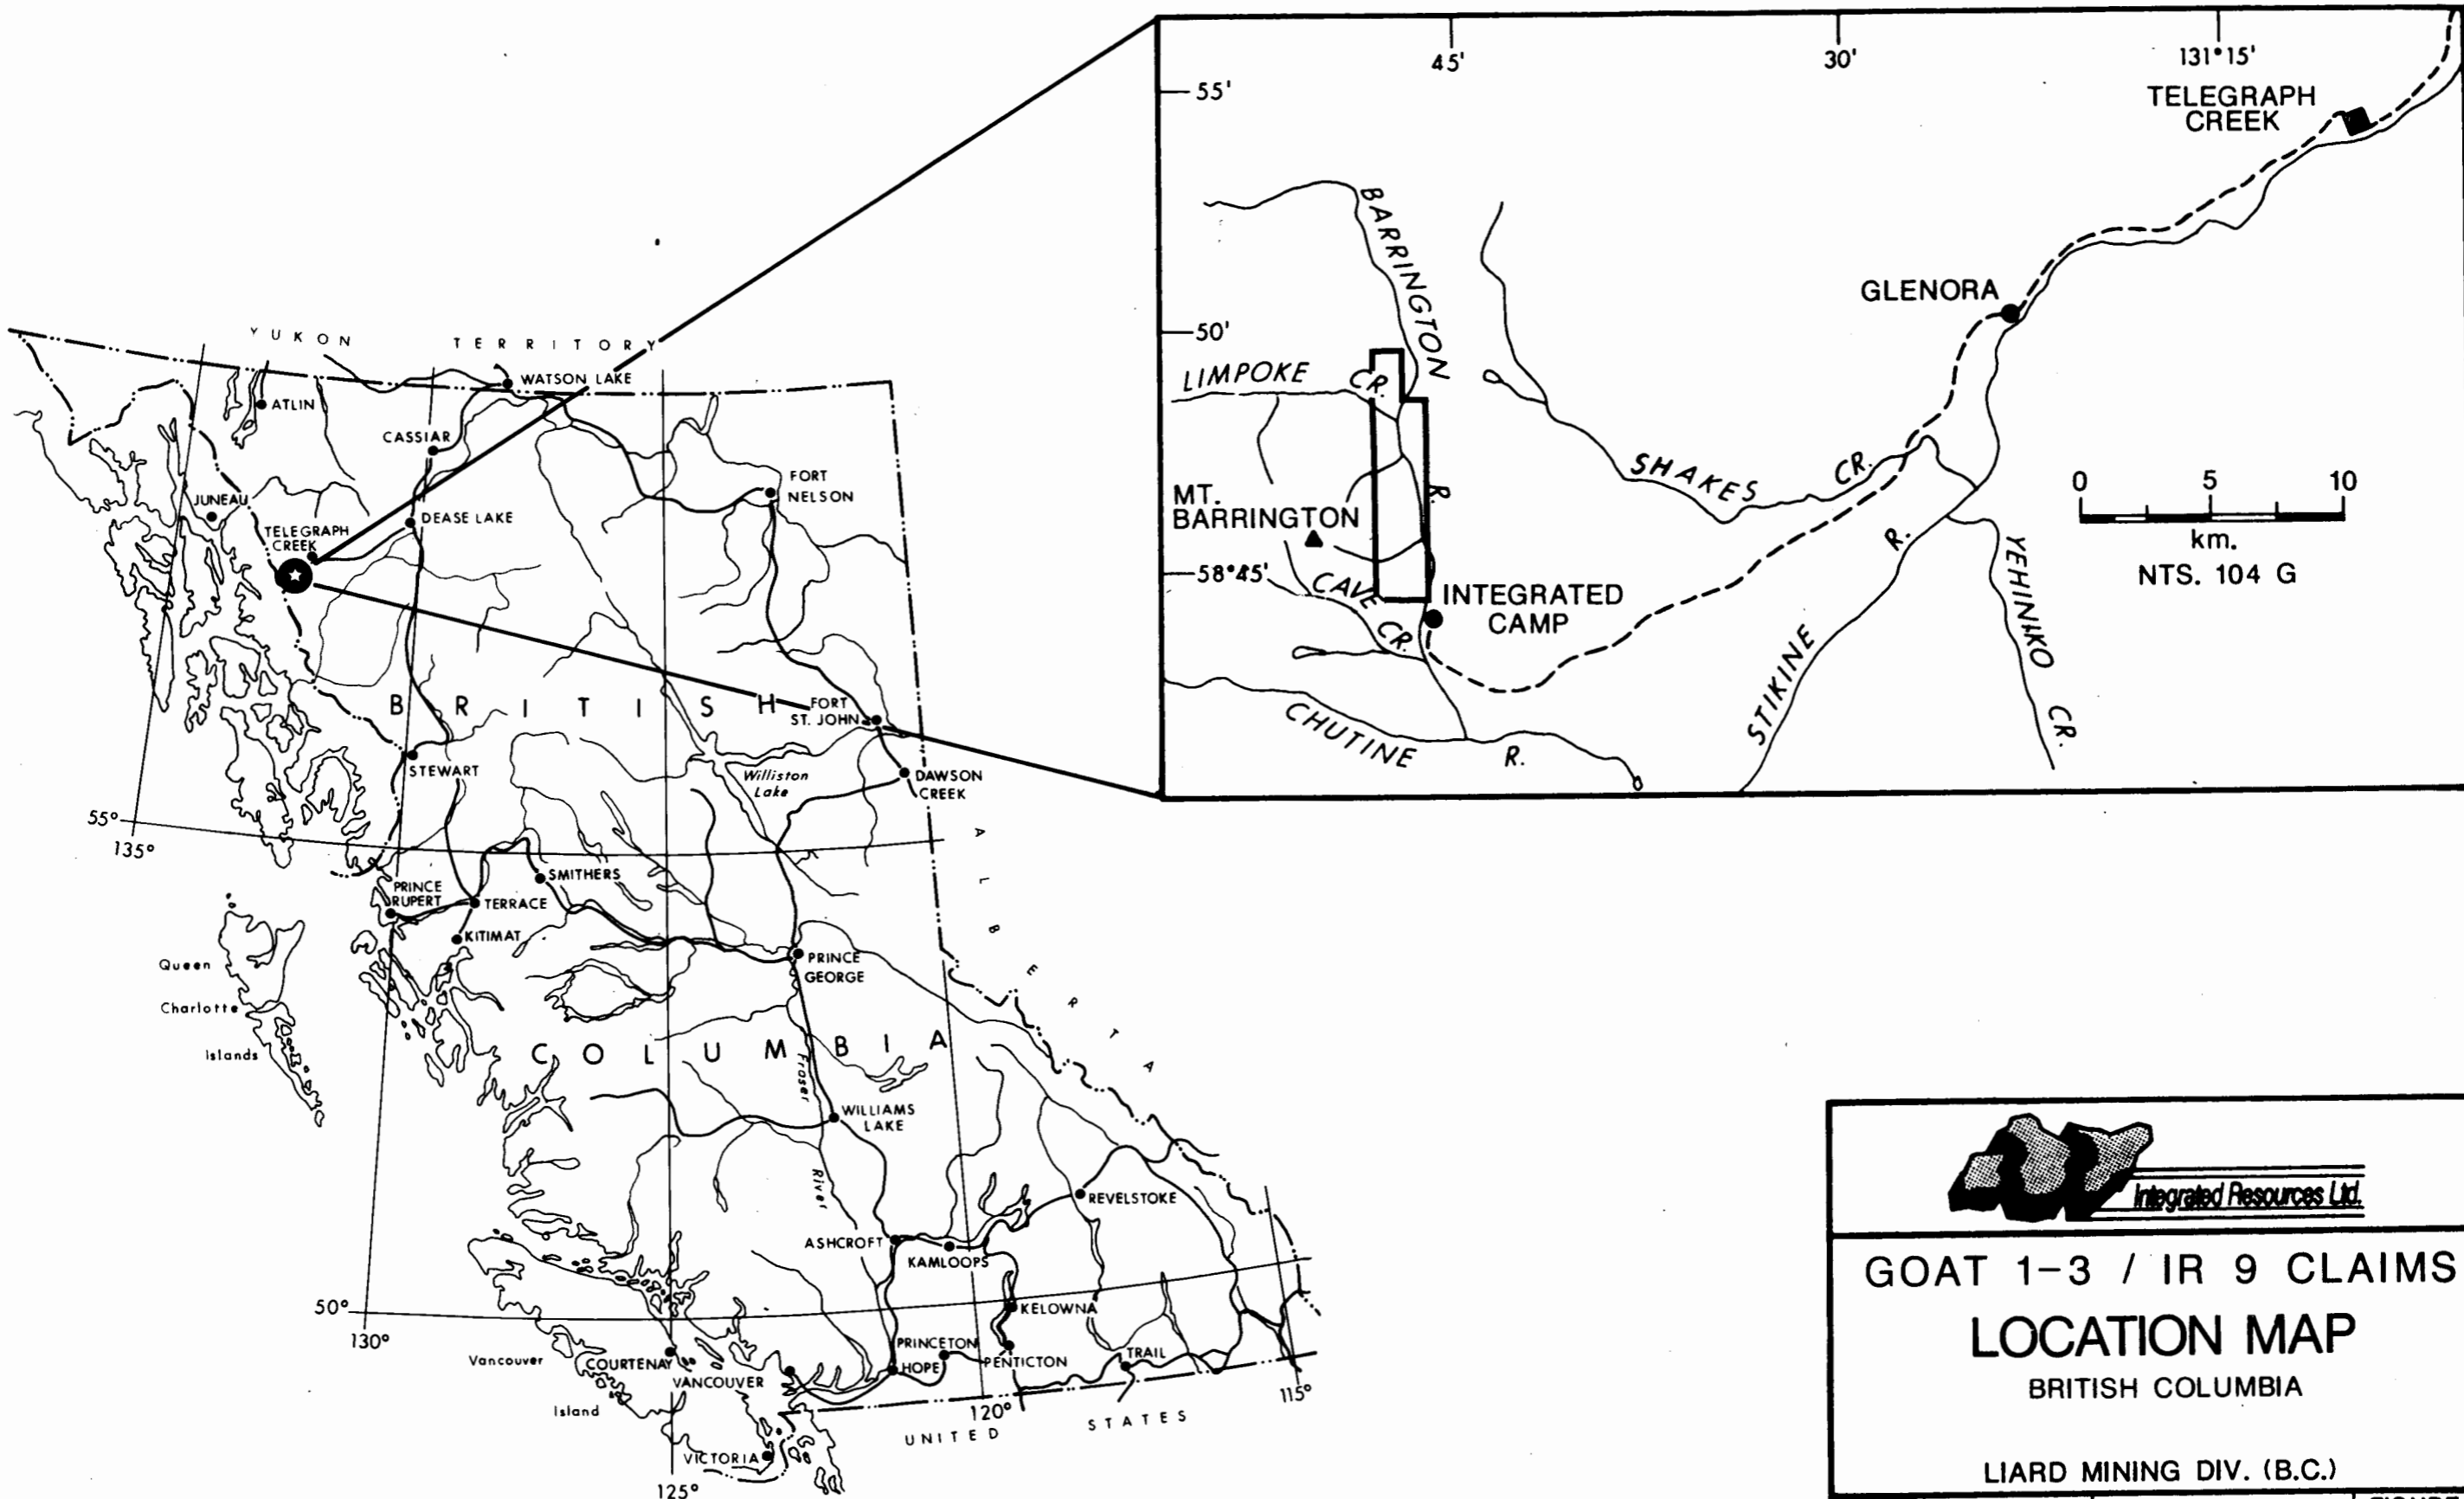 YUKON TERRITORY
WATSON LAKE
ATLIN
CASSIAR
FORT
NELSON
JUNEAU
DEASE LAKE
TELEGRAPH
CREEK
BRITISH
FORT
ST. JOHN
STEWART
Williston
Lake
DAWSON
CREEK
55°
135°
ALBERTA
SMITHERS
PRINCE
RUPERT
TERRACE
KITIMAT
PRINCE
GEORGE
Queen
Charlotte
Islands
COLUMBIA
Fraser
River
WILLIAMS
LAKE
REVELSTOKE
ASHCROFT
KAMLOOPS
50°
130°
KELOWNA
Vancouver
Island
COURTENAY
VANCOUVER
PRINCETON
HOPE
PENTICTON
TRAIL
120°
115°
UNITED STATES
VICTORIA
125°
45'
30'
131°15'
55'
TELEGRAPH
CREEK
BARRINGTON
R.
GLENORA
50'
LIMPOKE CR.
SHAKES CR.
MT.
BARRINGTON
0 5 10
km.
NTS. 104 G
58°45'
CAVE CR.
INTEGRATED
CAMP
STIKINE R.
YEHINIKO CR.
CHUTINE R.
Integrated Resources Ltd.
GOAT 1-3 / IR 9 CLAIMS
LOCATION MAP
BRITISH COLUMBIA
LIARD MINING DIV. (B.C.)